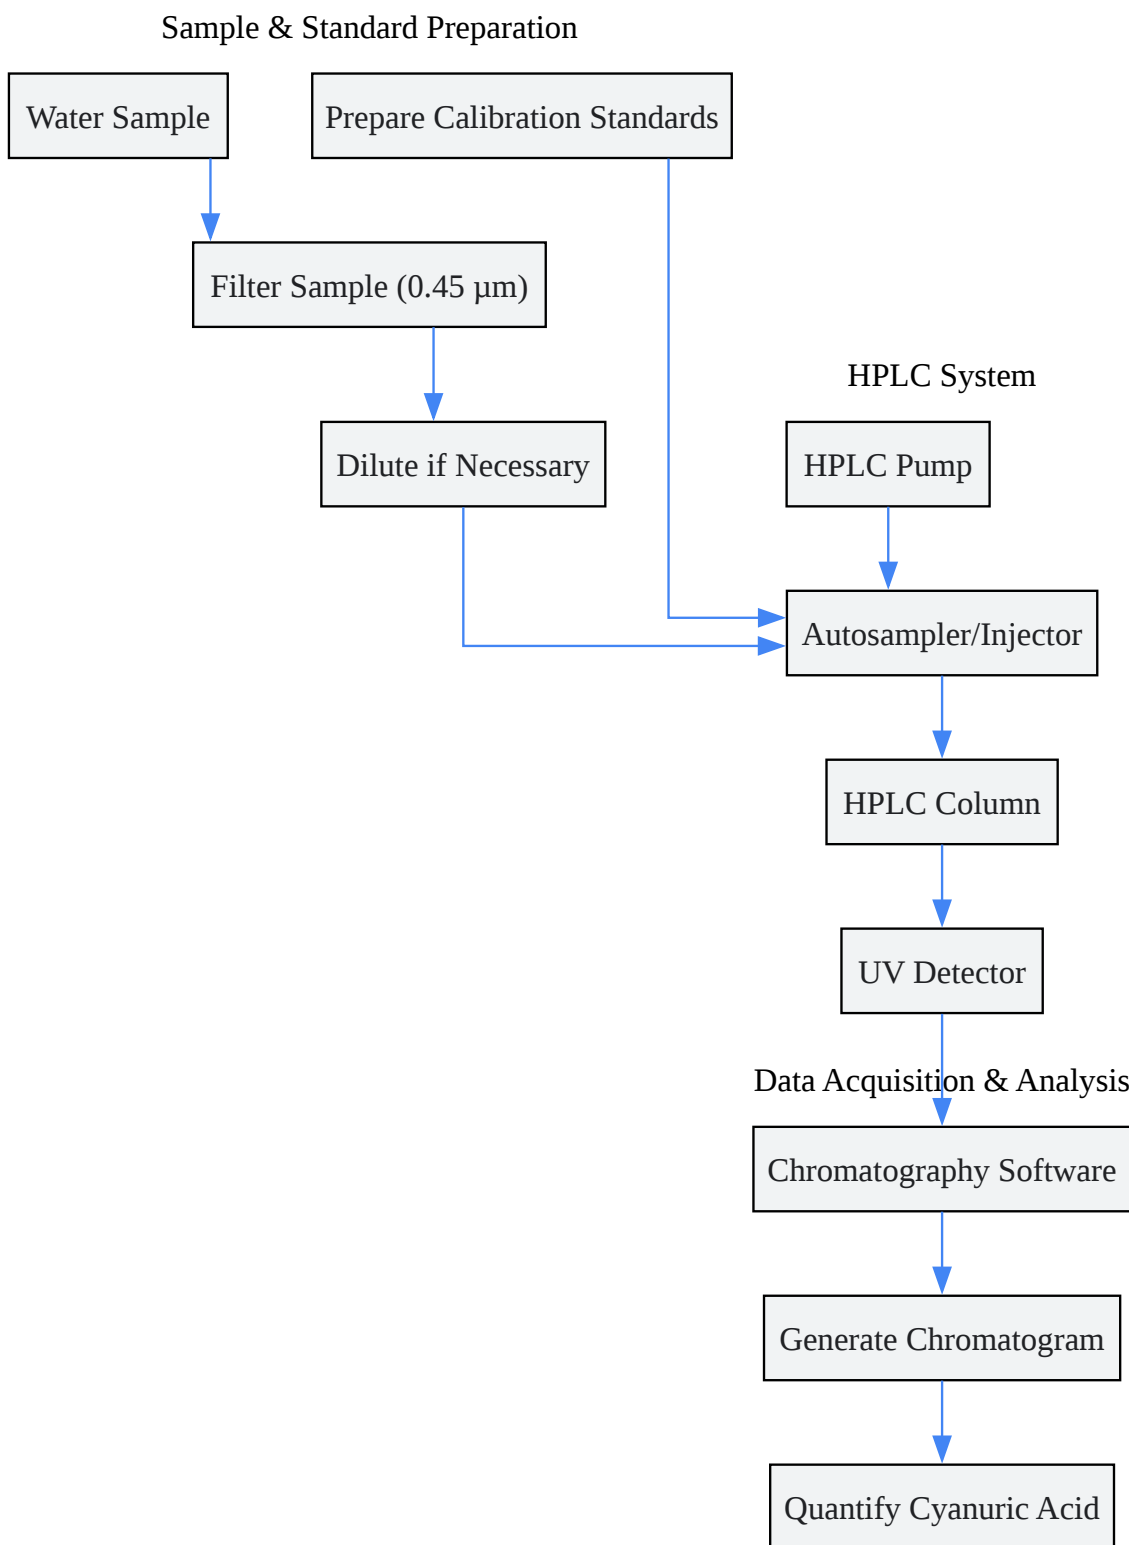 Sample & Standard Preparation
Water Sample
Prepare Calibration Standards
Filter Sample (0.45 µm)
HPLC System
Dilute if Necessary
HPLC Pump
Autosampler/Injector
HPLC Column
UV Detector
Data Acquisition & Analysis
Chromatography Software
Generate Chromatogram
Quantify Cyanuric Acid